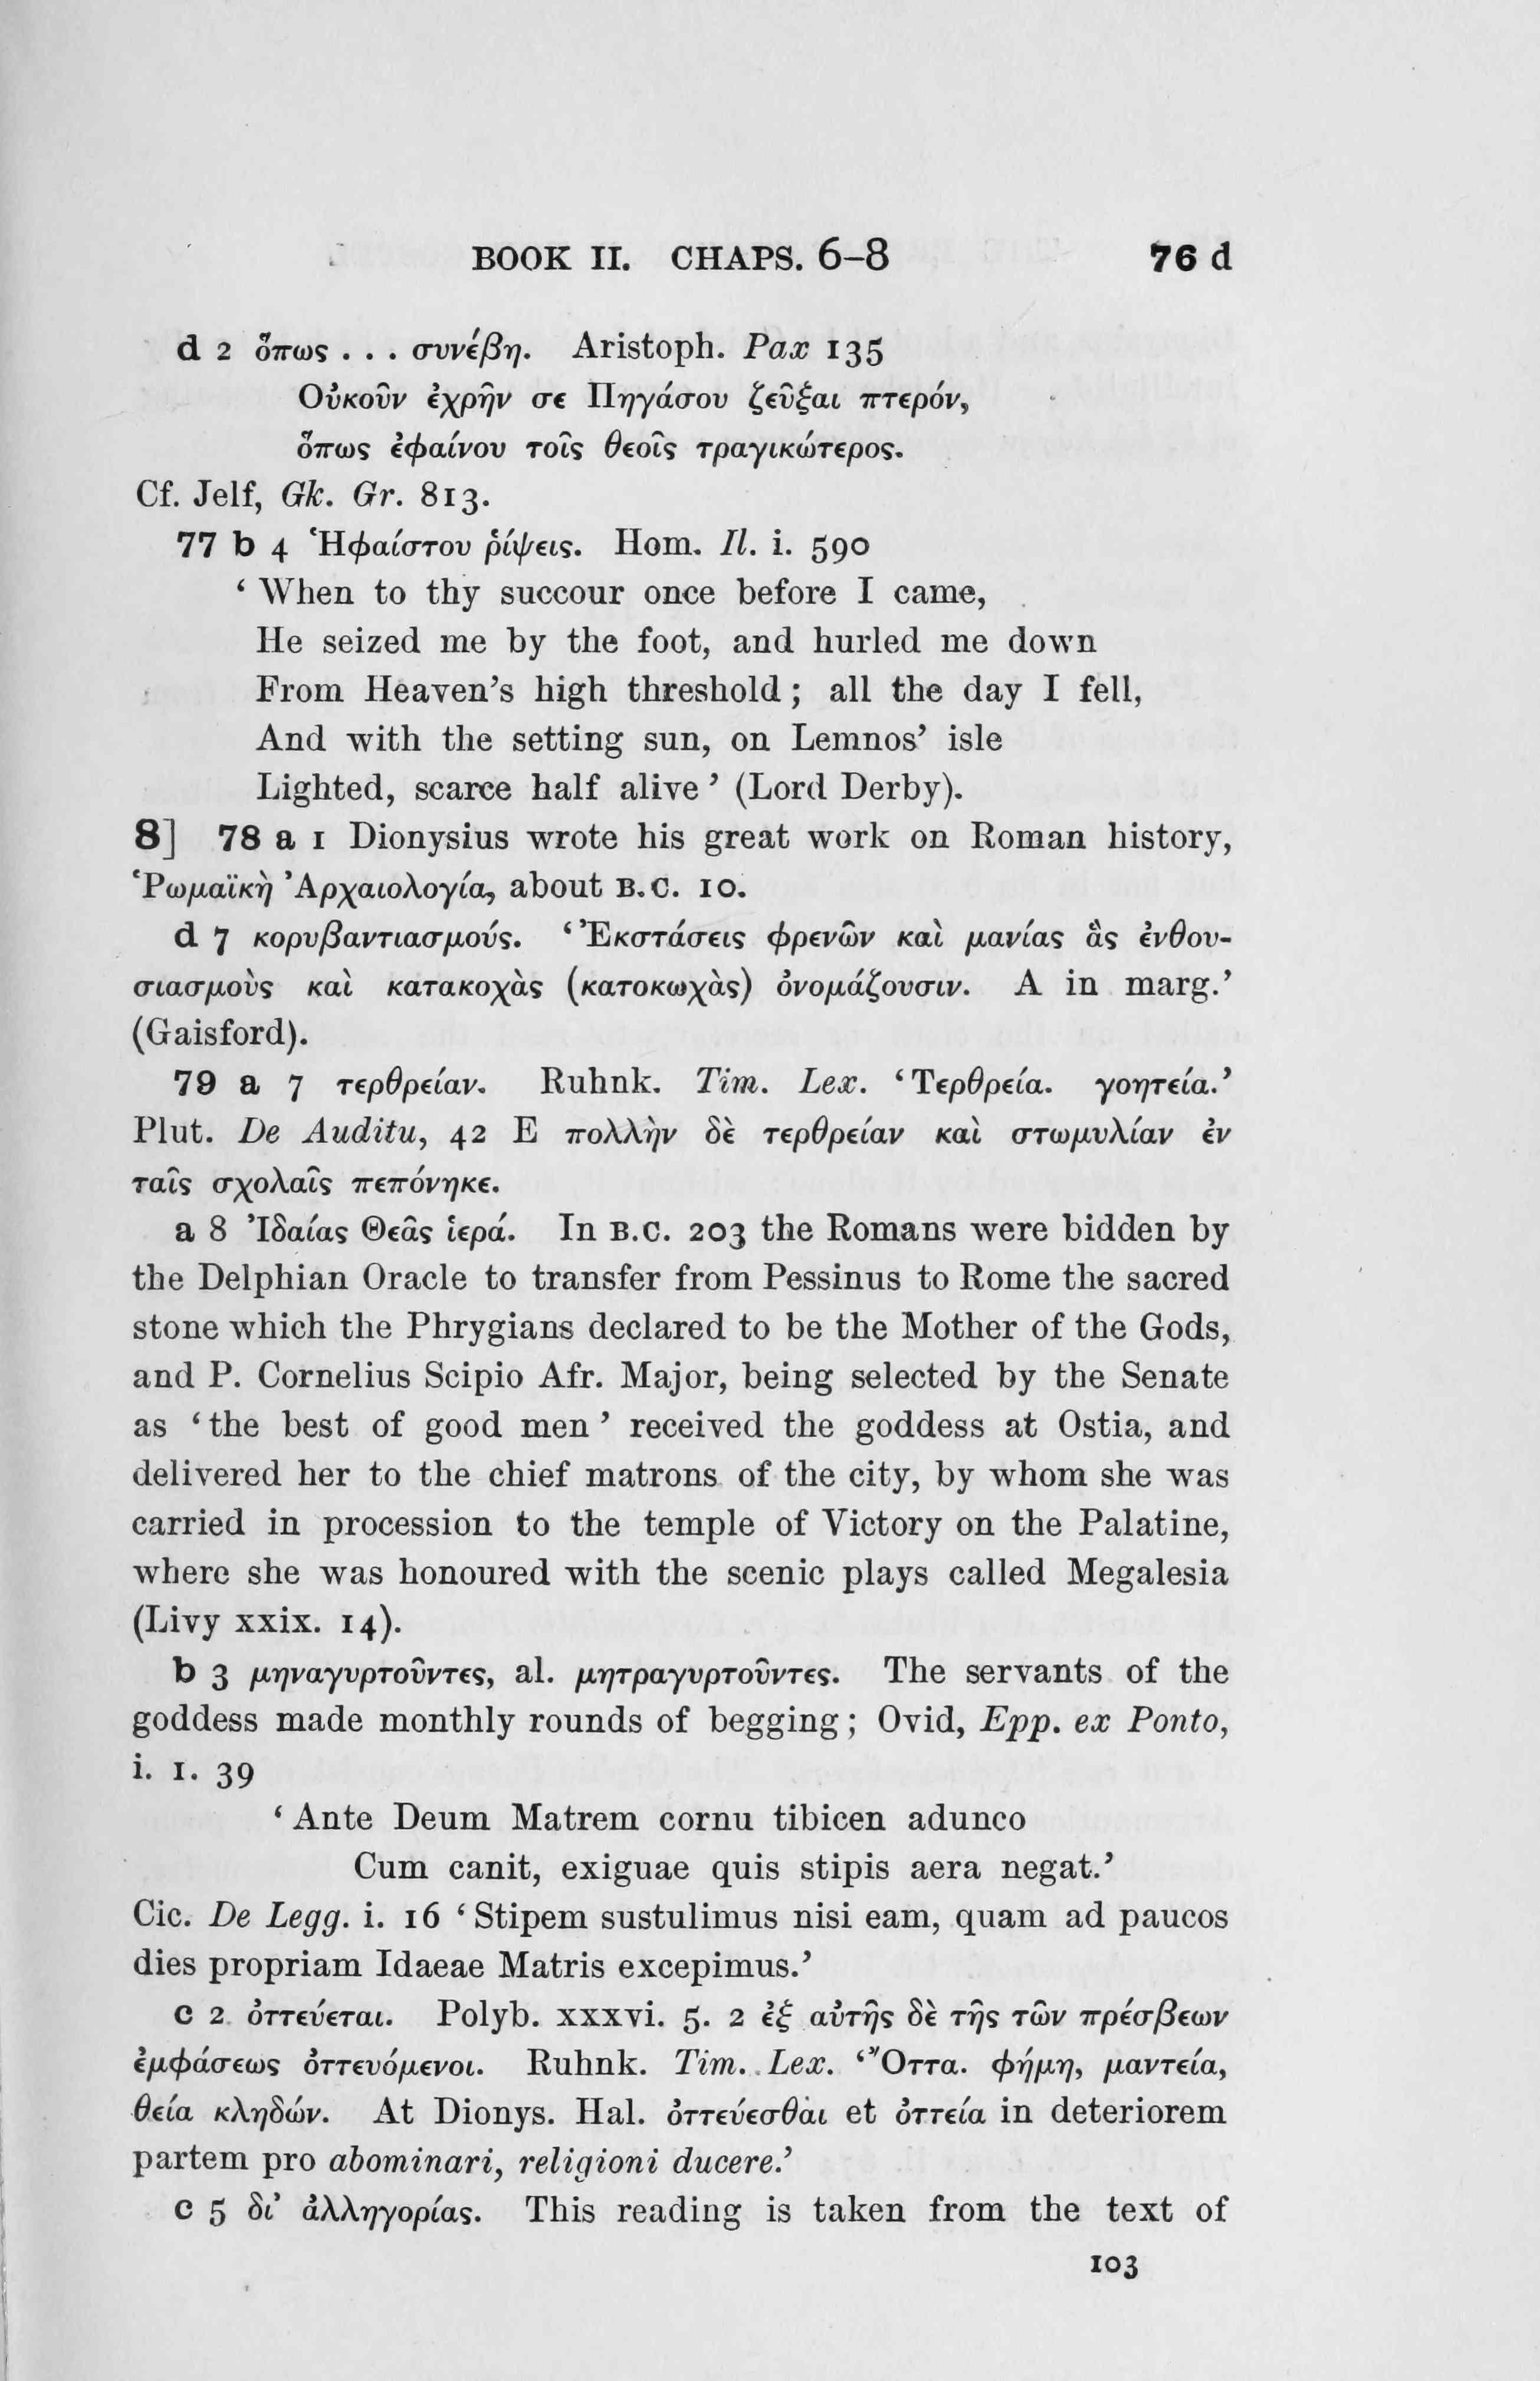 BOOK II. CHAPS. 6–8 76 d
d 2 ὅπως . . . συνέβη. Aristoph. Pax 135
Οὐκοῦν ἐχρῆν σε Πηγάσου ζεῦξαι πτερόν,
ὅπως ἐφαίνου τοῖς θεοῖς τραγικώτερος.
Cf. Jelf, Gk. Gr. 813.
77 b 4 Ἡφαίστου ῥίψεις. Hom. Il. i. 590
‘ When to thy succour once before I came,
He seized me by the foot, and hurled me down
From Heaven’s high threshold ; all the day I fell,
And with the setting sun, on Lemnos’ isle
Lighted, scarce half alive ’ (Lord Derby).
8] 78 a 1 Dionysius wrote his great work on Roman history,
Ῥωμαϊκὴ Ἀρχαιολογία, about B.C. 10.
d 7 κορυβαντιασμούς. ‘ Ἐκστάσεις φρενῶν καὶ μανίας ἃς ἐνθου-
σιασμοὺς καὶ κατακοχὰς (κατοκωχὰς) ὀνομάζουσιν. A in marg.’
(Gaisford).
79 a 7 τερθρείαν. Ruhnk. Tim. Lex. ‘ Τερθρεία. γοητεία.’
Plut. De Auditu, 42 E πολλὴν δὲ τερθρείαν καὶ στωμυλίαν ἐν
ταῖς σχολαῖς πεπόνηκε.
a 8 Ἰδαίας Θεᾶς ἱερά. In B.C. 203 the Romans were bidden by
the Delphian Oracle to transfer from Pessinus to Rome the sacred
stone which the Phrygians declared to be the Mother of the Gods,
and P. Cornelius Scipio Afr. Major, being selected by the Senate
as ‘ the best of good men ’ received the goddess at Ostia, and
delivered her to the chief matrons of the city, by whom she was
carried in procession to the temple of Victory on the Palatine,
where she was honoured with the scenic plays called Megalesia
(Livy xxix. 14).
b 3 μηναγυρτοῦντες, al. μητραγυρτοῦντες. The servants of the
goddess made monthly rounds of begging ; Ovid, Epp. ex Ponto,
i. 1. 39
‘ Ante Deum Matrem cornu tibicen adunco
Cum canit, exiguae quis stipis aera negat.’
Cic. De Legg. i. 16 ‘ Stipem sustulimus nisi eam, quam ad paucos
dies propriam Idaeae Matris excepimus.’
c 2 ὀττεύεται. Polyb. xxxvi. 5. 2 ἐξ αὐτῆς δὲ τῆς τῶν πρέσβεων
ἐμφάσεως ὀττευόμενοι. Ruhnk. Tim. Lex. ‘ Ὄττα. φήμη, μαντεία,
θεία κληδών. At Dionys. Hal. ὀττεύεσθαι et ὀττεία in deteriorem
partem pro abominari, religioni ducere.’
c 5 δι’ ἀλληγορίας. This reading is taken from the text of
103